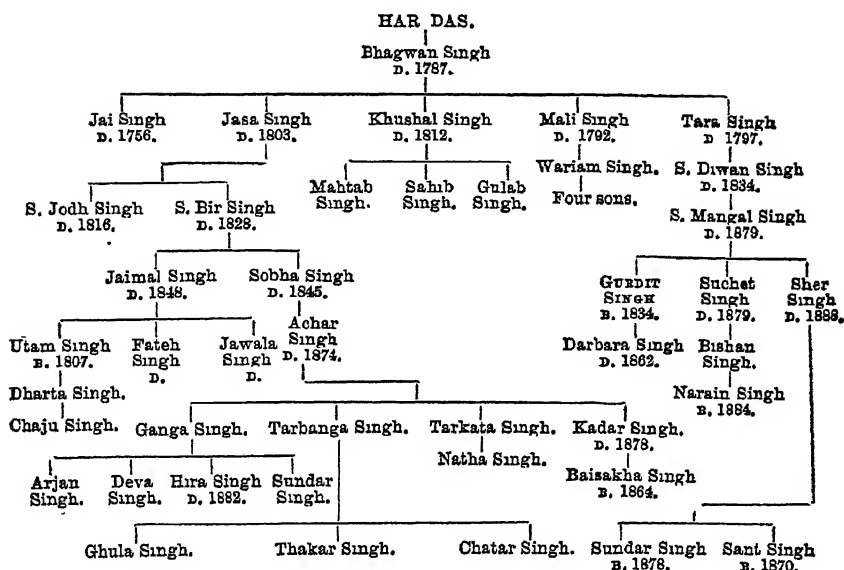 HAR DAS.
Bhagwan Singh
D. 1787.
Jai Singh Jasa Singh Khushal Singh Mali Singh Tara Singh
D. 1756. D. 1803. D. 1812. D. 1792. D 1797.
Wariam Singh. S. Diwan Singh
Mahtab Sahib Gulab D. 1834.
Singh. Singh. Singh. Four sons.
S. Jodh Singh S. Bir Singh S. Mangal Singh
D. 1816. D. 1828. D. 1879.
Jaimal Singh Sobha Singh GURDIT Suchet Sher
D. 1848. D. 1845. SINGH Singh Singh
B. 1834. D. 1879. D. 1888.
Achar
Singh
D. 1874.
Utam Singh Fateh Jawala Darbara Singh Bishan
B. 1807. Singh Singh D. 1862. Singh.
D. D.
Dharta Singh. Narain Singh
B. 1884.
Chaju Singh. Ganga Singh. Tarbanga Singh. Tarkata Singh. Kadar Singh.
D. 1878.
Natha Singh.
Arjan Deva Hira Singh Sundar Baisakha Singh
Singh. Singh. D. 1882. Singh. B. 1864.
Ghula Singh. Thakar Singh. Chatar Singh. Sundar Singh Sant Singh
B. 1878. B. 1870.